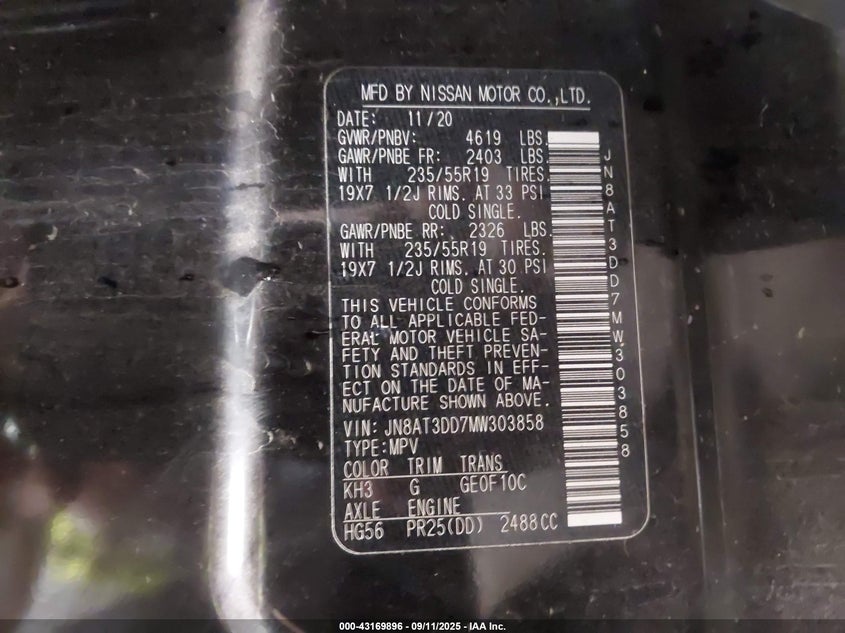 MFD BY NISSAN MOTOR CO.,LTD.
DATE: 11/20
GVWR/PNBV: 4619 LBS.
GAWR/PNBE FR: 2403 LBS.
WITH 235/55R19 TIRES.
19X7 1/2J RIMS. AT 33 PSI
COLD SINGLE.
GAWR/PNBE RR: 2326 LBS.
WITH 235/55R19 TIRES.
19X7 1/2J RIMS. AT 30 PSI
COLD SINGLE.
THIS VEHICLE CONFORMS
TO ALL APPLICABLE FED-
ERAL MOTOR VEHICLE SA-
FETY AND THEFT PREVEN-
TION STANDARDS IN EFF-
ECT ON THE DATE OF MA-
NUFACTURE SHOWN ABOVE.
VIN: JN8AT3DD7MW303858
TYPE:MPV
COLOR TRIM TRANS
KH3 G GE0F10C
AXLE ENGINE
HG56 PR25(DD) 2488CC
JN8AT3DD7MW303858
000-43169896 - 09/11/2025 - IAA Inc.